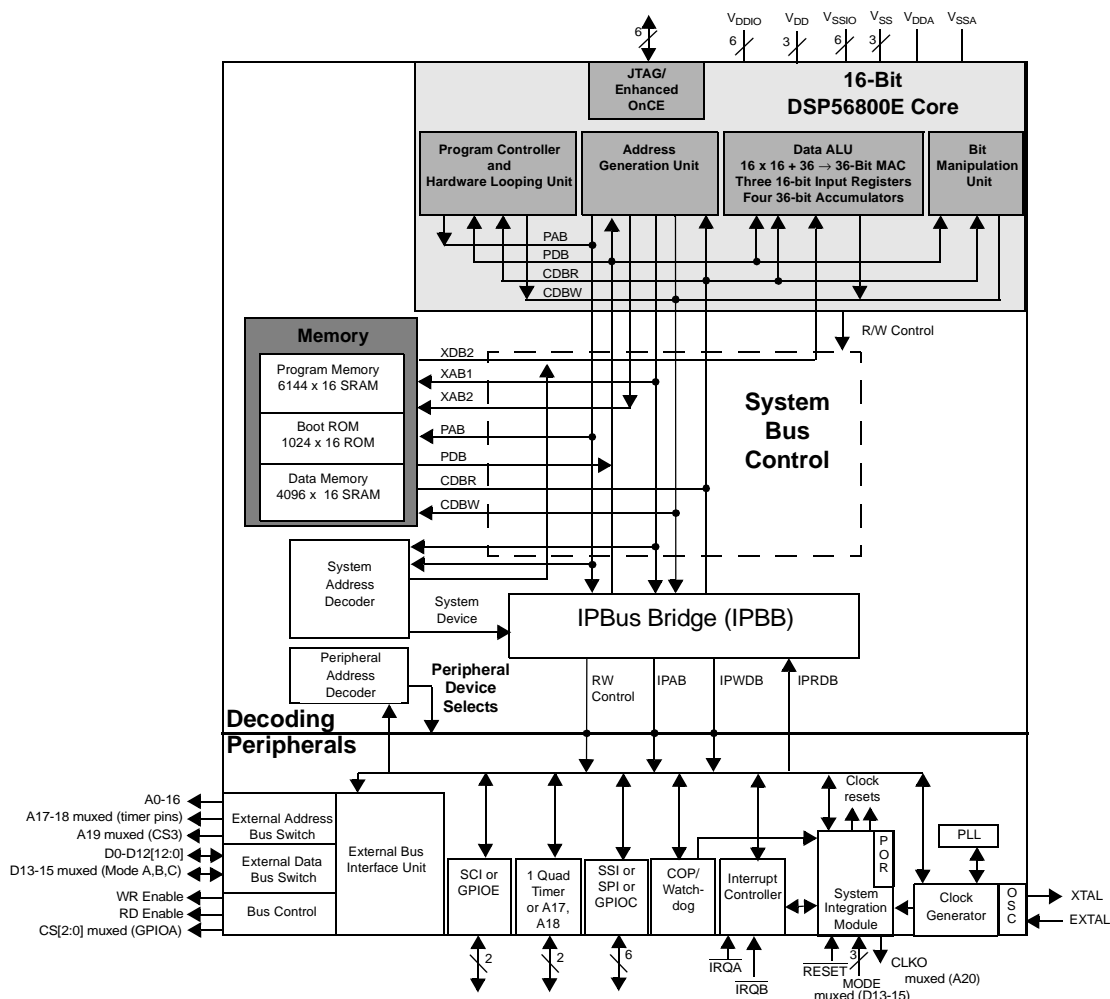 V_DDIO V_DD V_SSIO V_SS V_DDA V_SSA
6 6 3 6 3
JTAG/
Enhanced
OnCE
16-Bit
DSP56800E Core
Program Controller
and
Hardware Looping Unit
Address
Generation Unit
Data ALU
16 x 16 + 36 → 36-Bit MAC
Three 16-bit Input Registers
Four 36-bit Accumulators
Bit
Manipulation
Unit
PAB
PDB
CDBR
CDBW
R/W Control
Memory
Program Memory
6144 x 16 SRAM
Boot ROM
1024 x 16 ROM
Data Memory
4096 x 16 SRAM
XDB2
XAB1
XAB2
PAB
PDB
CDBR
CDBW
System
Bus
Control
System
Address
Decoder
System
Device
IPBus Bridge (IPBB)
Peripheral
Address
Decoder
Peripheral
Device
Selects
RW
Control
IPAB
IPWDB
IPRDB
Decoding
Peripherals
A0-16
A17-18 muxed (timer pins)
A19 muxed (CS3)
D0-D12[12:0]
D13-15 muxed (Mode A,B,C)
WR Enable
RD Enable
CS[2:0] muxed (GPIOA)
External Address
Bus Switch
External Data
Bus Switch
Bus Control
External Bus
Interface Unit
SCI or
GPIOE
1 Quad
Timer
or A17,
A18
SSI or
SPI or
GPIOC
COP/
Watch-
dog
Interrupt
Controller
Clock
resets
POR
System
Integration
Module
PLL
Clock
Generator
OSC
XTAL
EXTAL
2
2
6
IRQA
IRQB
RESET
3
MODE
muxed (D13-15)
CLKO
muxed (A20)